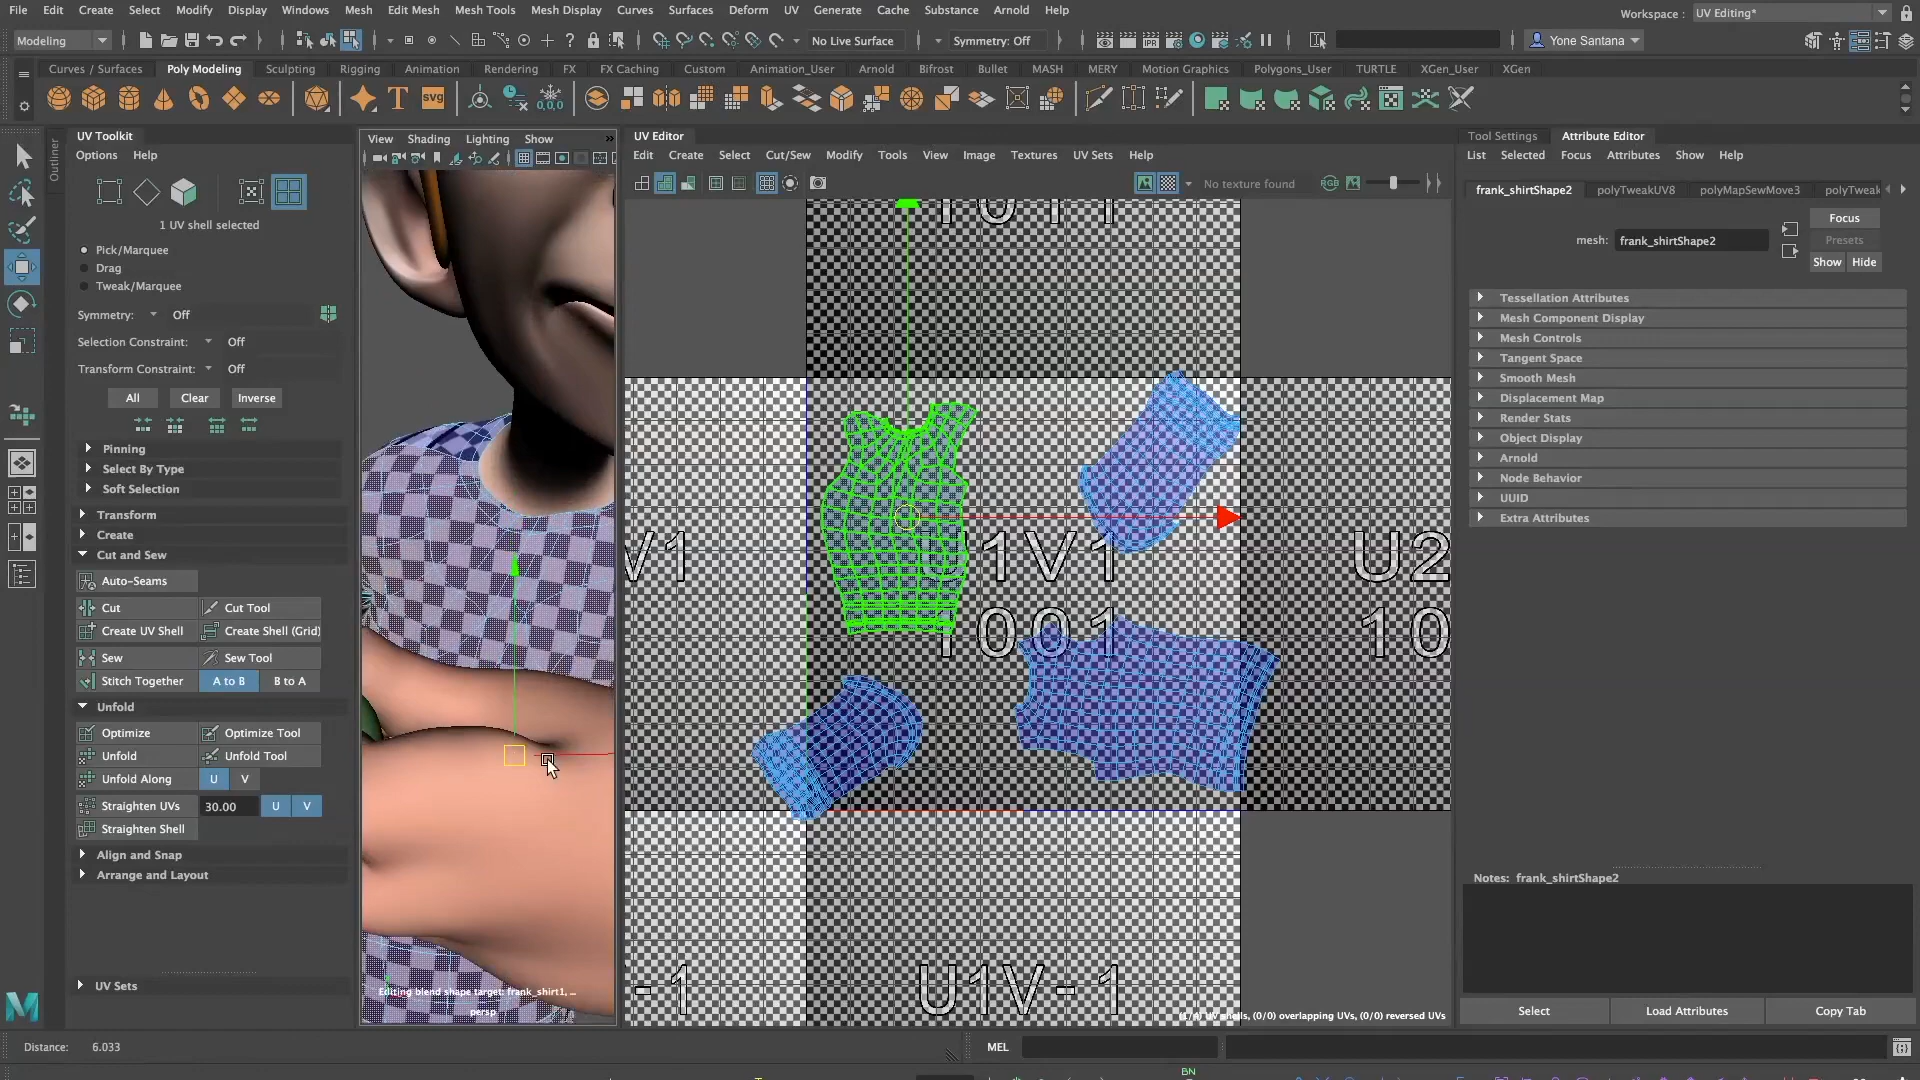 File Edit Create Select Modify Display Windows Mesh Edit Mesh Mesh Tools Mesh Display Curves Surfaces Deform UV Generate Cache Substance Arnold Help
Workspace : UV Editing*
Modeling
No Live Surface
Symmetry: Off
Yone Santana
Curves / Surfaces Poly Modeling Sculpting Rigging Animation Rendering FX FX Caching Custom Animation_User Arnold Bifrost Bullet MASH MERY Motion Graphics Polygons_User TURTLE XGen_User XGen
T svg
0,0,0
UV Toolkit
Options Help
1 UV shell selected
Pick/Marquee
Drag
Tweak/Marquee
Symmetry: Off
Selection Constraint: Off
Transform Constraint: Off
All Clear Inverse
Pinning
Select By Type
Soft Selection
Transform
Create
Cut and Sew
Auto-Seams
Cut Cut Tool
Create UV Shell Create Shell (Grid)
Sew Sew Tool
Stitch Together A to B B to A
Unfold
Optimize Optimize Tool
Unfold Unfold Tool
Unfold Along U V
Straighten UVs 30.00 U V
Straighten Shell
Align and Snap
Arrange and Layout
UV Sets
Outliner
View Shading Lighting Show
Editing blend shape target: frank_shirt1, ...
persp
UV Editor
Edit Create Select Cut/Sew Modify Tools View Image Textures UV Sets Help
No texture found
RGB
1011
V1
U1V1
1001
U2
10
-1
U1V-1
(1/4) UV shells, (0/0) overlapping UVs, (0/0) reversed UVs
Tool Settings Attribute Editor
List Selected Focus Attributes Show Help
frank_shirtShape2 polyTweakUV8 polyMapSewMove3 polyTweak
Focus
mesh: frank_shirtShape2
Presets
Show Hide
Tessellation Attributes
Mesh Component Display
Mesh Controls
Tangent Space
Smooth Mesh
Displacement Map
Render Stats
Object Display
Arnold
Node Behavior
UUID
Extra Attributes
Notes: frank_shirtShape2
Select Load Attributes Copy Tab
Distance: 6.033
MEL
BN